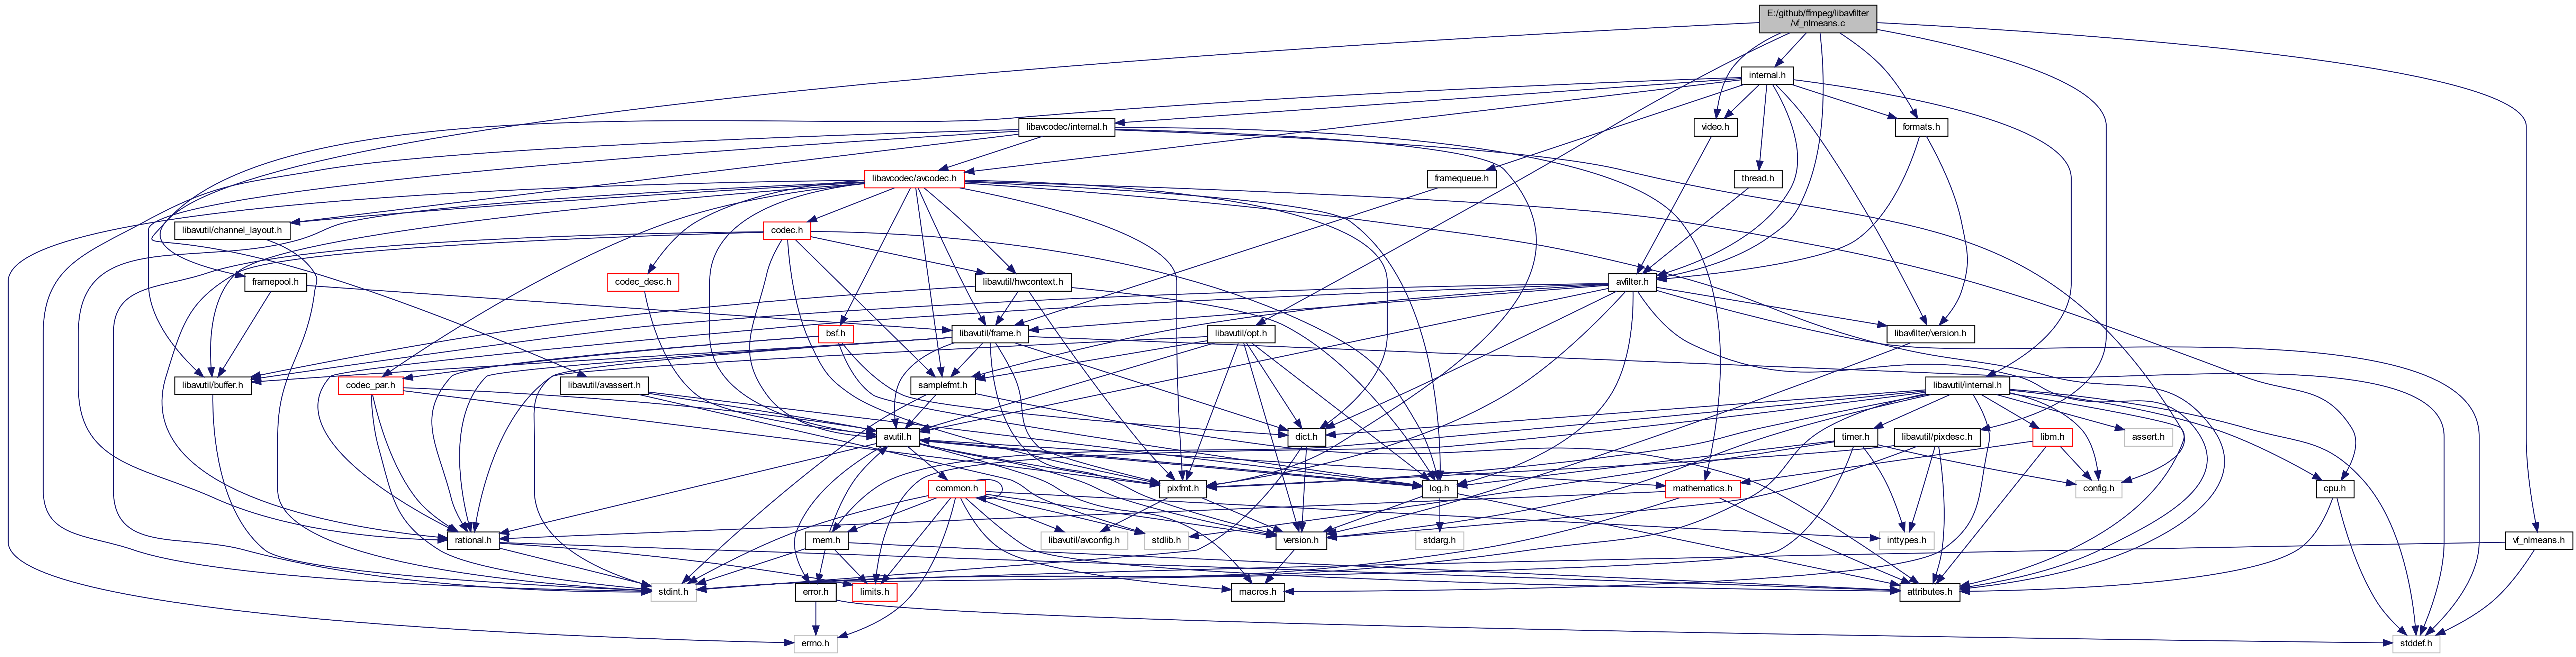 E:/github/ffmpeg/libavfilter
/vf_nlmeans.c
internal.h
libavcodec/internal.h
video.h
formats.h
libavcodec/avcodec.h
framequeue.h
thread.h
libavutil/channel_layout.h
codec.h
framepool.h
codec_desc.h
libavutil/hwcontext.h
avfilter.h
bsf.h
libavutil/frame.h
libavutil/opt.h
libavfilter/version.h
libavutil/buffer.h
codec_par.h
libavutil/avassert.h
samplefmt.h
libavutil/internal.h
avutil.h
dict.h
timer.h
libavutil/pixdesc.h
libm.h
assert.h
common.h
pixfmt.h
log.h
mathematics.h
config.h
cpu.h
rational.h
mem.h
libavutil/avconfig.h
stdlib.h
version.h
stdarg.h
inttypes.h
vf_nlmeans.h
stdint.h
error.h
limits.h
macros.h
attributes.h
errno.h
stddef.h